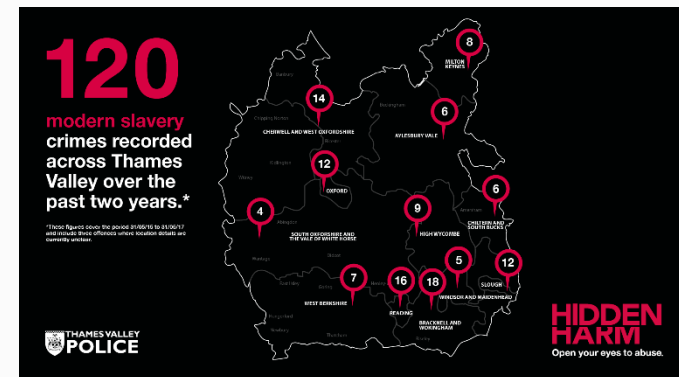 120
modern slavery
crimes recorded
across Thames
Valley over the
past two years.*
*These figures cover the period 31/05/15 to 31/05/17
and include three offences where location details are
currently unclear.
THAMES VALLEY
POLICE
8
MILTON
KEYNES
14
CHERWELL AND WEST OXFORDSHIRE
6
AYLESBURY VALE
12
OXFORD
6
CHILTERN AND
SOUTH BUCKS
4
SOUTH OXFORDSHIRE AND
THE VALE OF WHITE HORSE
9
HIGH WYCOMBE
5
WINDSOR AND MAIDENHEAD
12
SLOUGH
7
WEST BERKSHIRE
16
READING
18
BRACKNELL AND
WOKINGHAM
HIDDEN
HARM
Open your eyes to abuse.